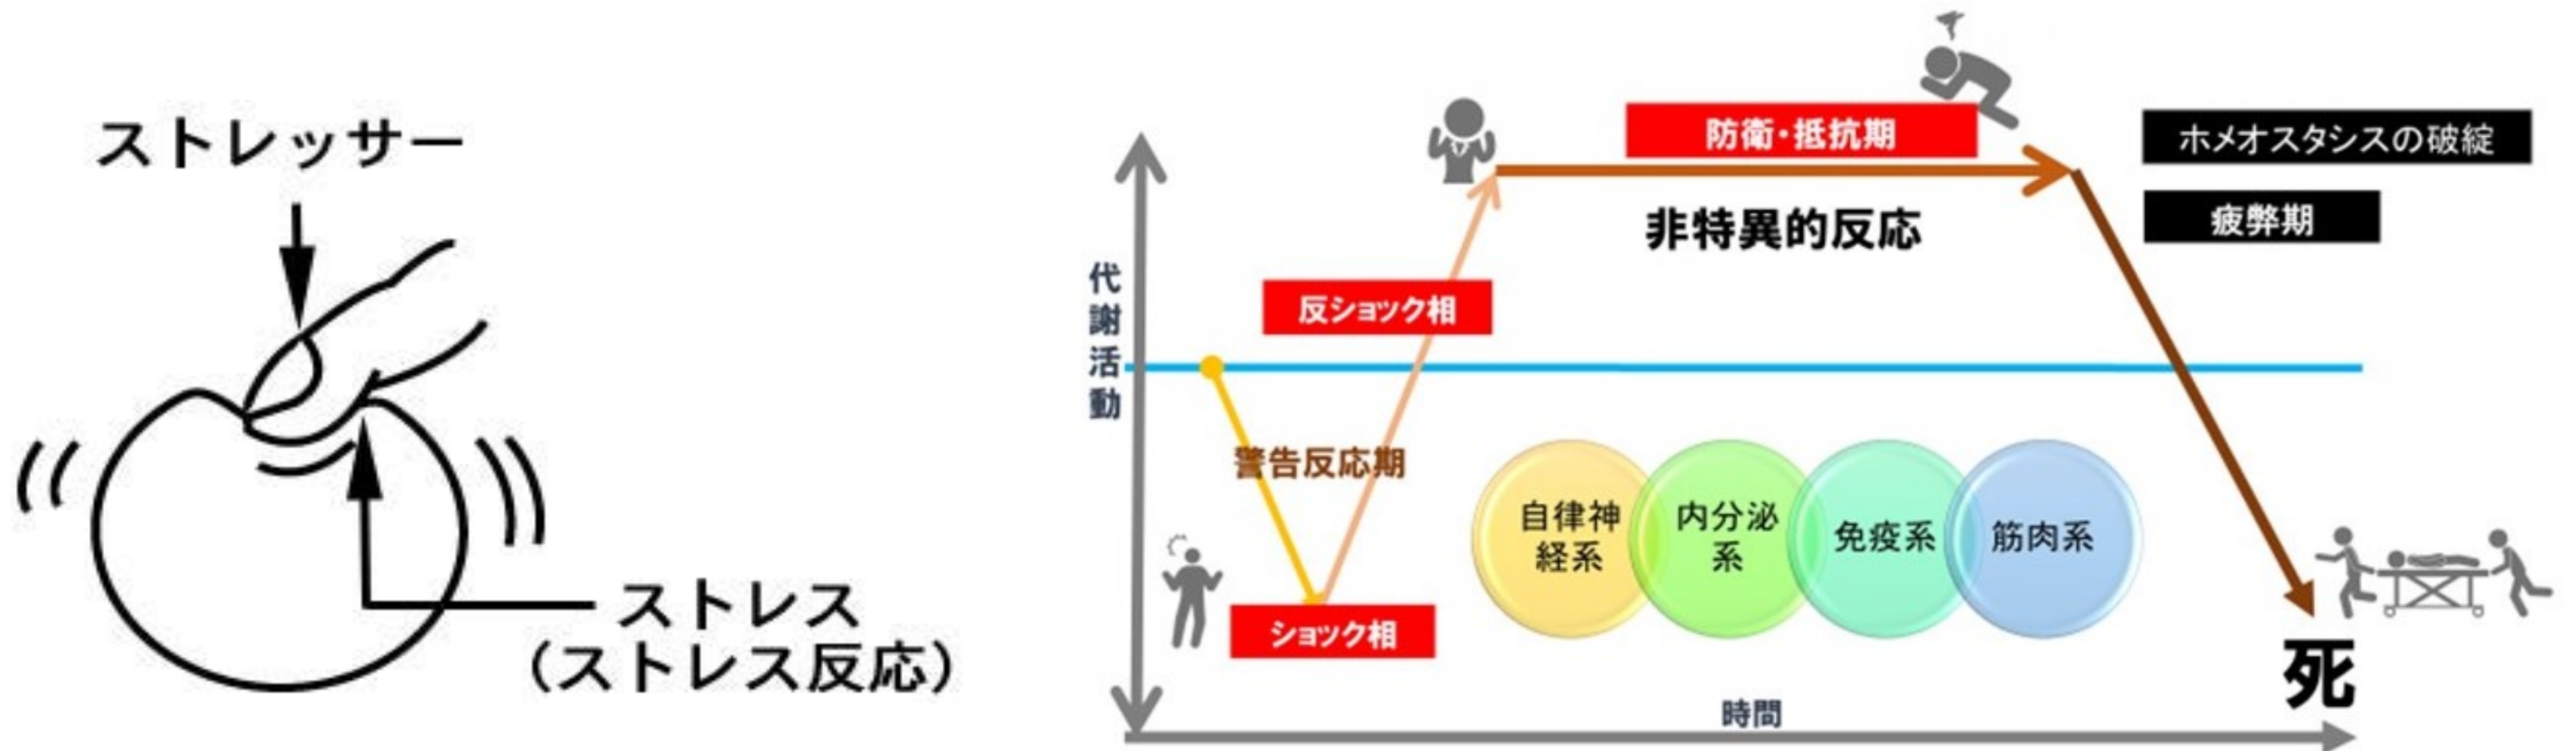 ストレッサー
ストレス
（ストレス反応）
代謝活動
防衛・抵抗期
非特異的反応
ホメオスタシスの破綻
疲弊期
反ショック相
警告反応期
ショック相
自律神
経系
内分泌
系
免疫系
筋肉系
死
時間